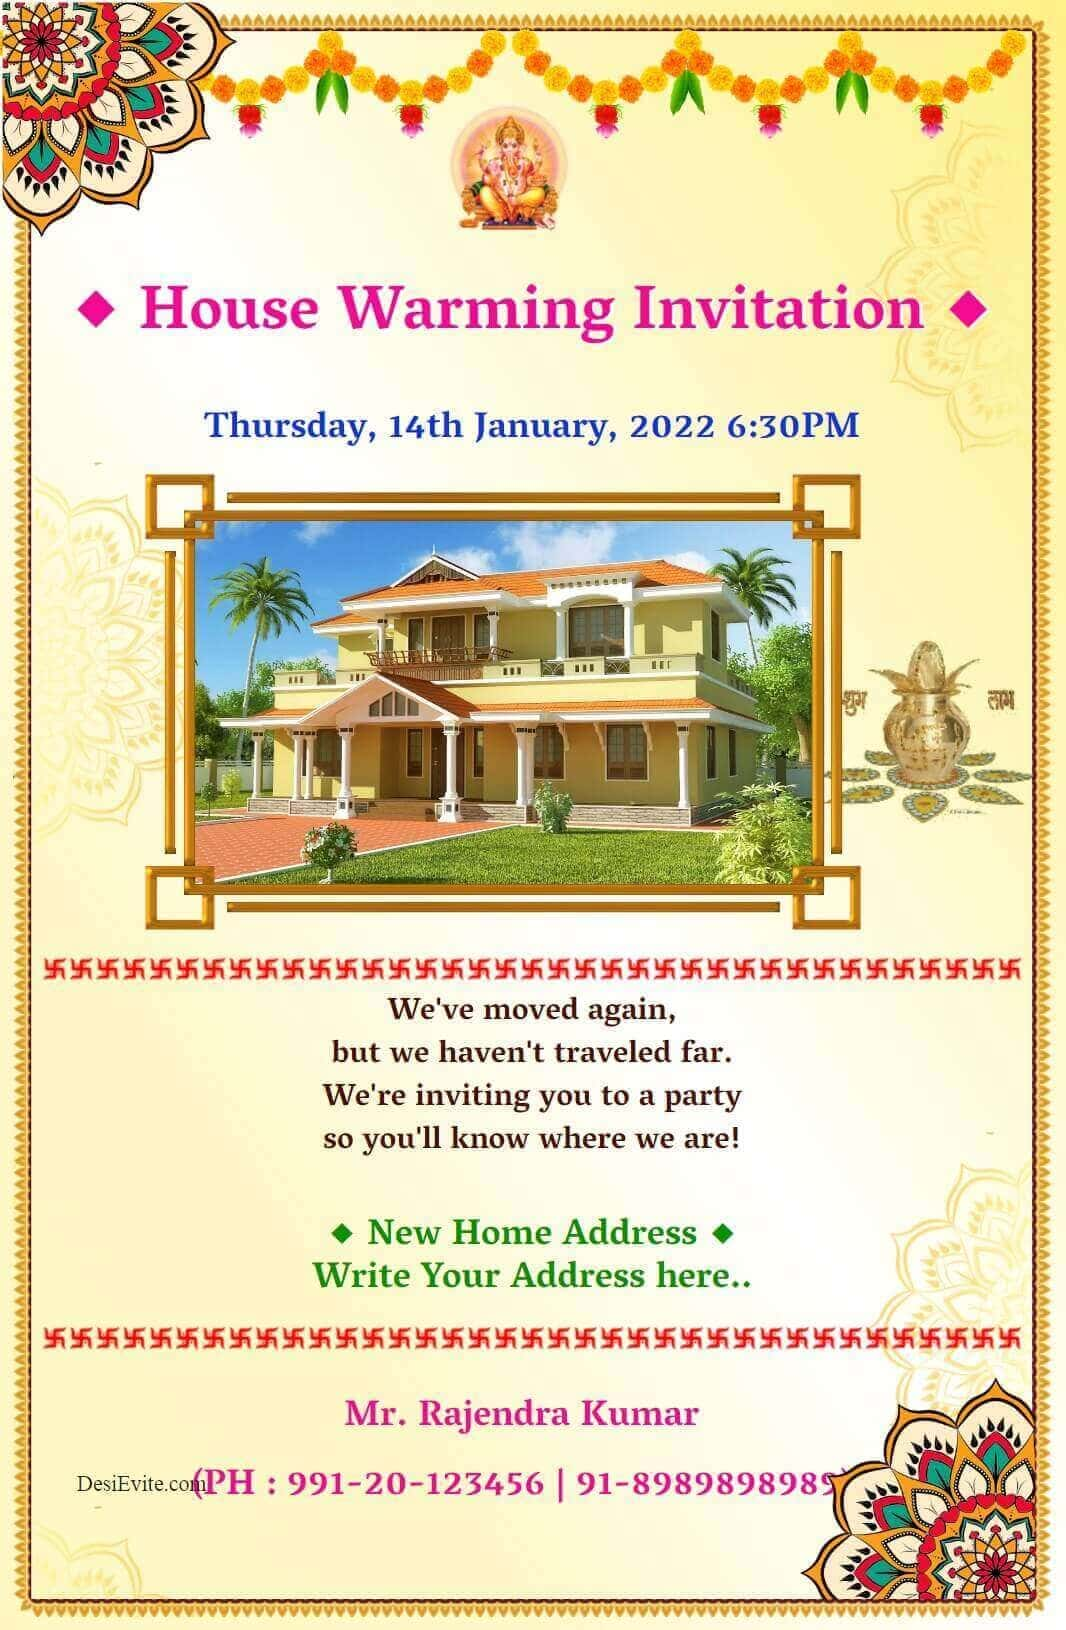 ◆ House Warming Invitation ◆
Thursday, 14th January, 2022 6:30PM
शुभ लाभ
We've moved again,
but we haven't traveled far.
We're inviting you to a party
so you'll know where we are!
◆ New Home Address ◆
Write Your Address here..
Mr. Rajendra Kumar
DesiEvite.com
(PH : 991-20-123456 | 91-8989898989)